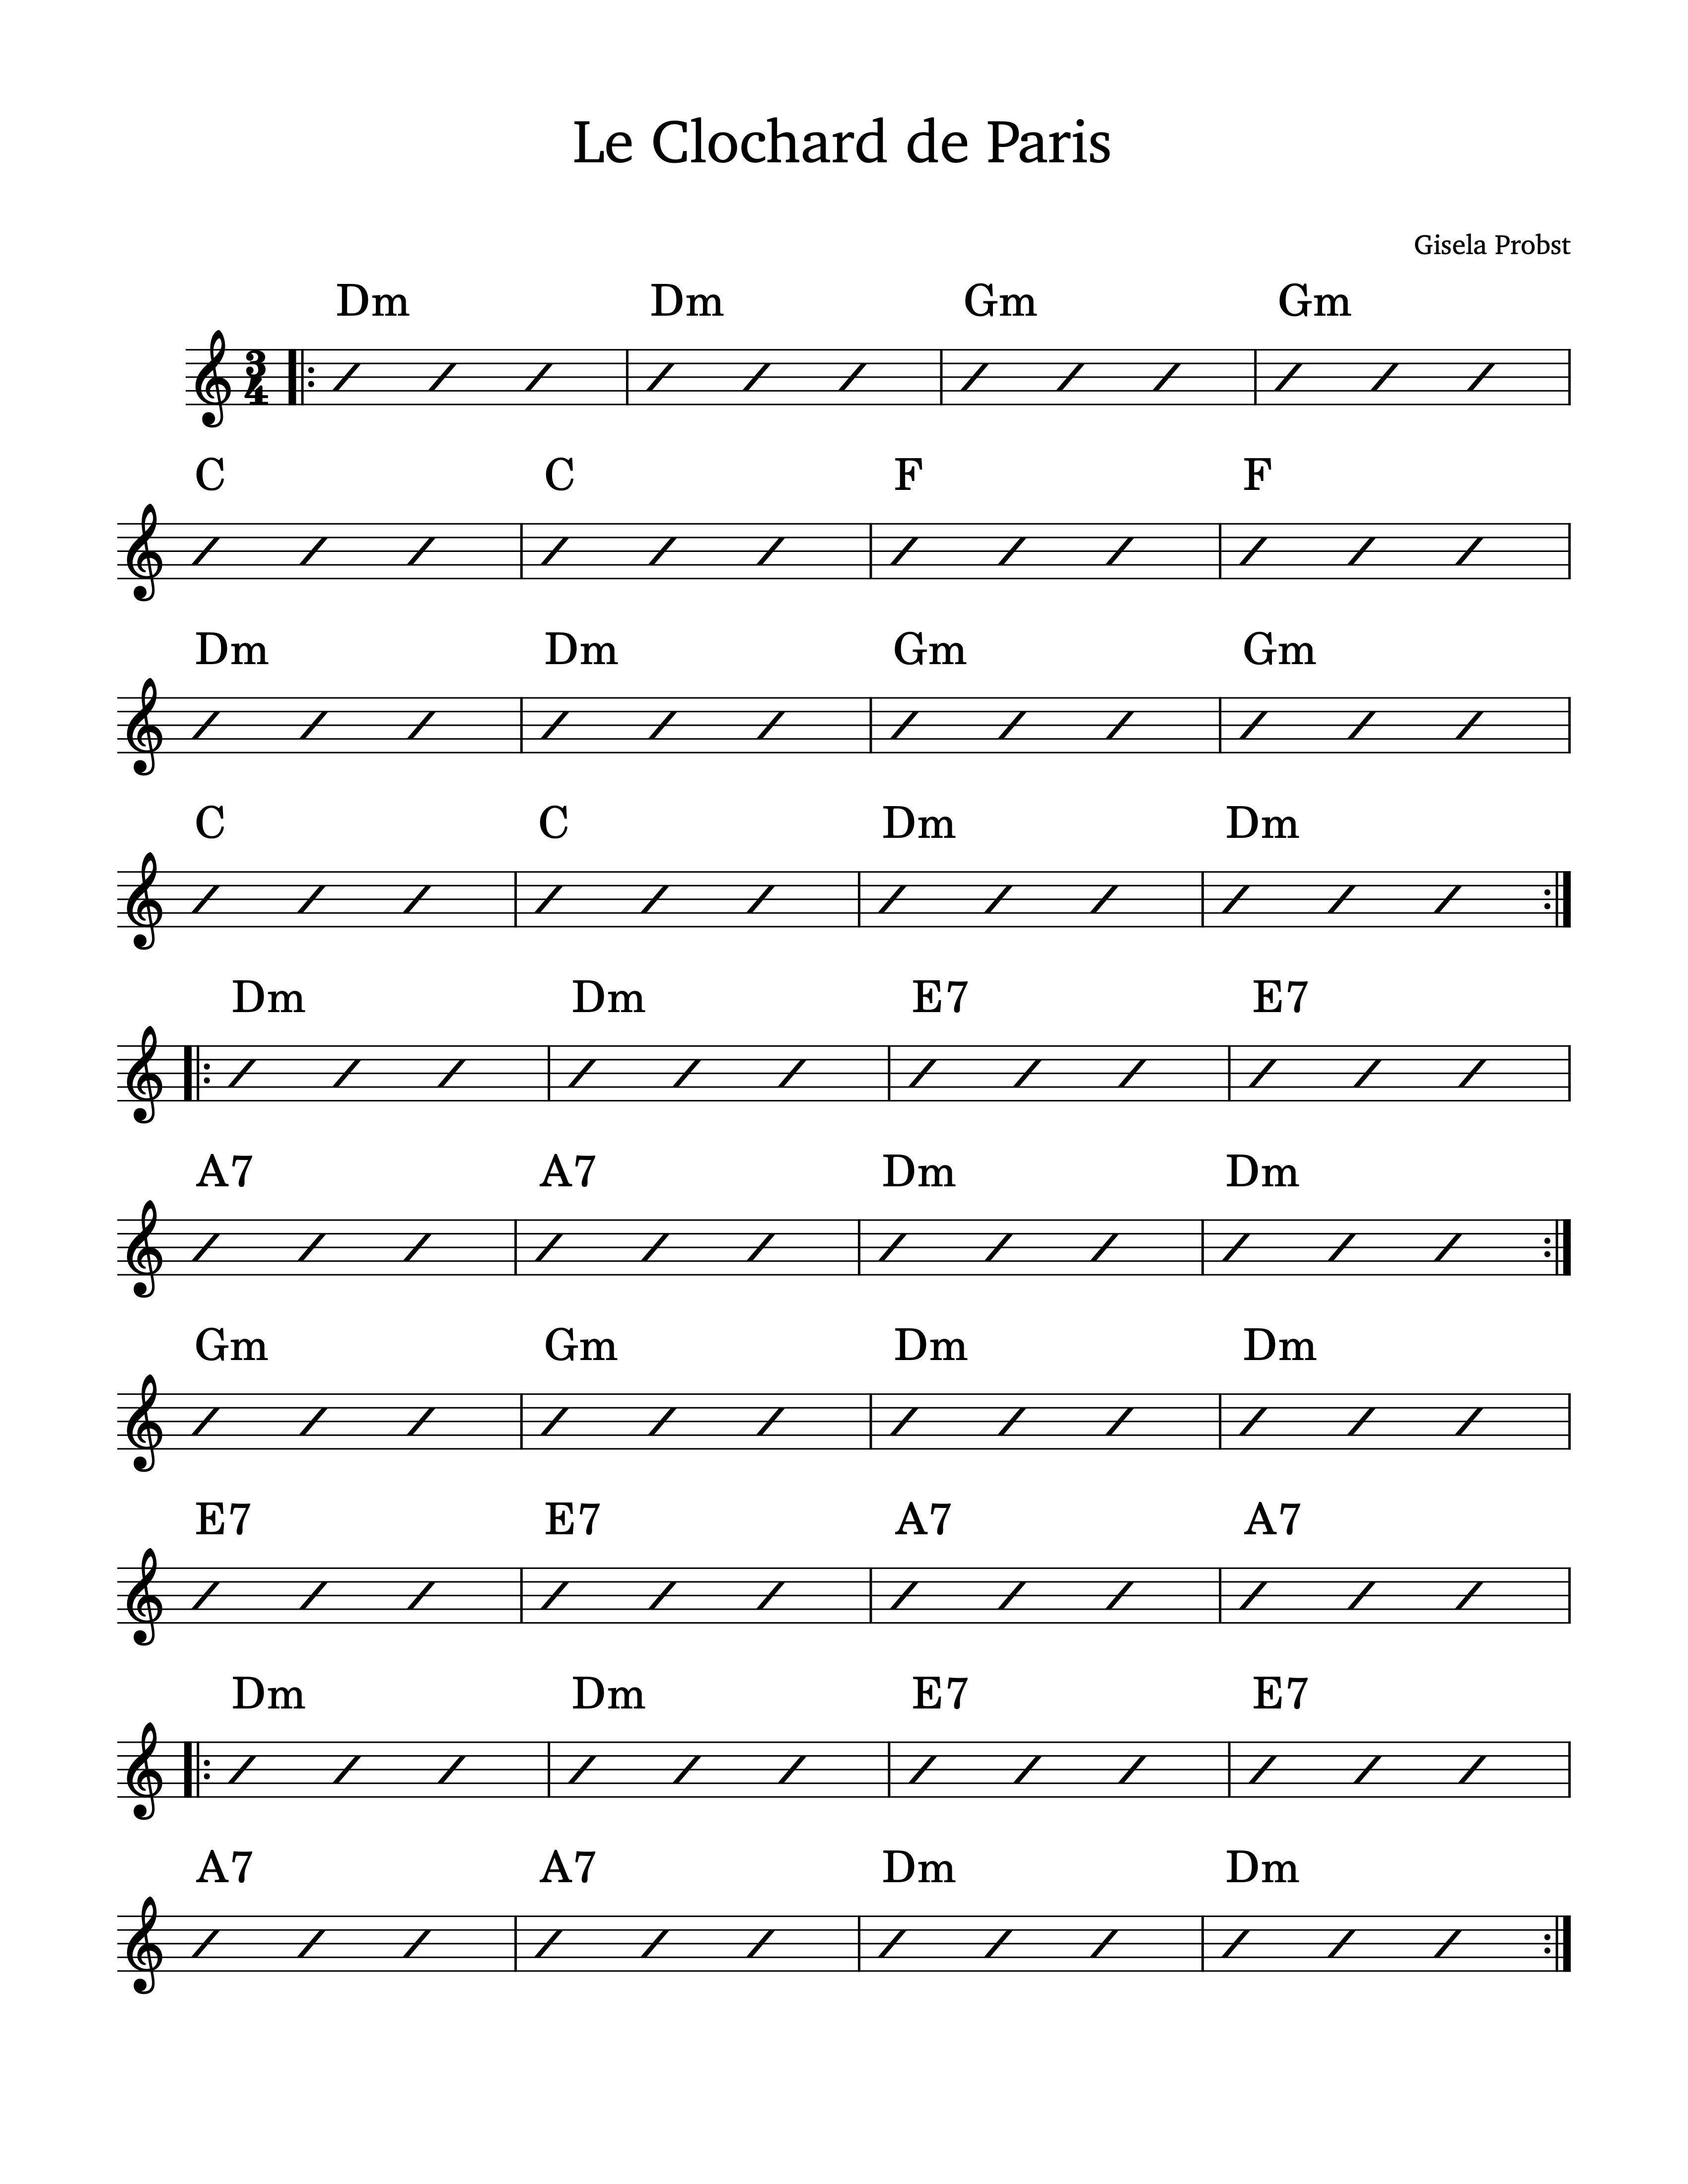 Le Clochard de Paris
Gisela Probst
Dm Dm Gm Gm
3
4
C C F F
Dm Dm Gm Gm
C C Dm Dm
Dm Dm E7 E7
A7 A7 Dm Dm
Gm Gm Dm Dm
E7 E7 A7 A7
Dm Dm E7 E7
A7 A7 Dm Dm